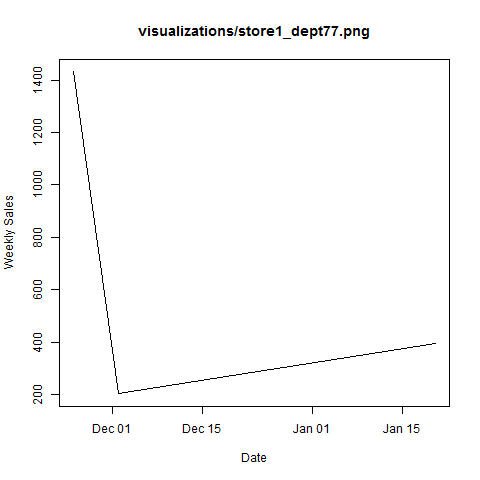 visualizations/store1_dept77.png
1400
1200
1000
800
600
400
200
Weekly Sales
Dec 01
Dec 15
Jan 01
Jan 15
Date